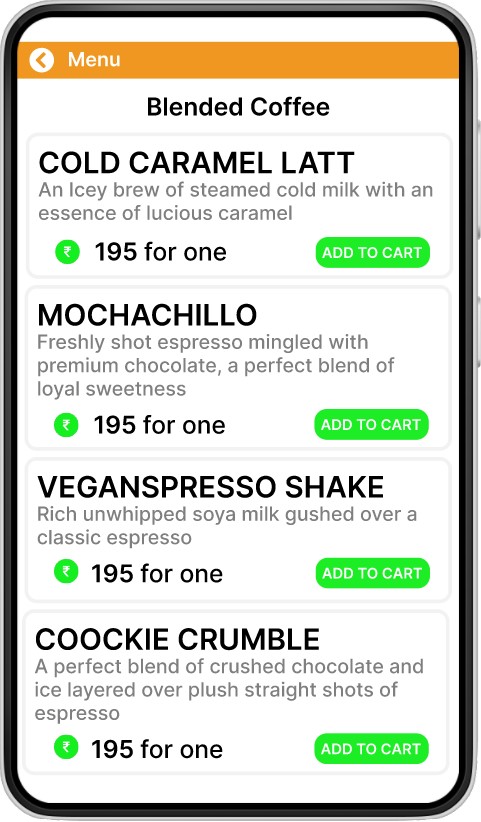 Menu
Blended Coffee
COLD CARAMEL LATT
An Icey brew of steamed cold milk with an
essence of lucious caramel
₹ 195 for one ADD TO CART
MOCHACHILLO
Freshly shot espresso mingled with
premium chocolate, a perfect blend of
loyal sweetness
₹ 195 for one ADD TO CART
VEGANSPRESSO SHAKE
Rich unwhipped soya milk gushed over a
classic espresso
₹ 195 for one ADD TO CART
COOCKIE CRUMBLE
A perfect blend of crushed chocolate and
ice layered over plush straight shots of
espresso
₹ 195 for one ADD TO CART